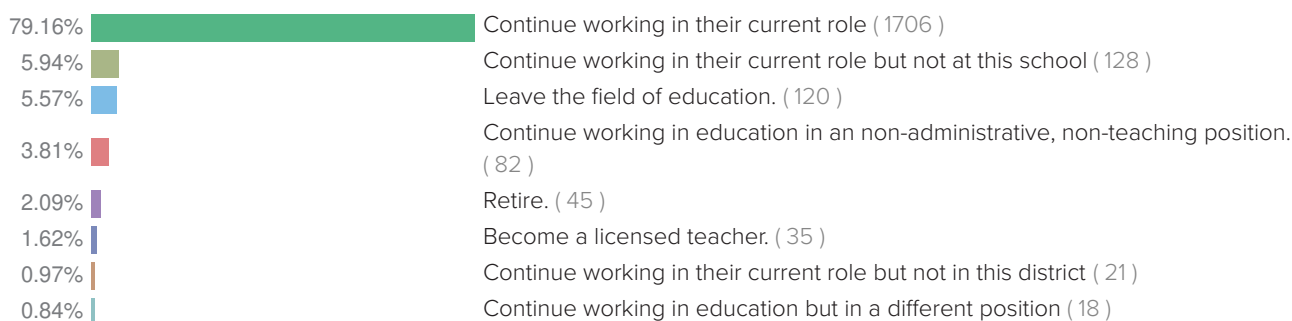 79.16% Continue working in their current role ( 1706 )
5.94% Continue working in their current role but not at this school ( 128 )
5.57% Leave the field of education. ( 120 )
3.81% Continue working in education in an non-administrative, non-teaching position.
( 82 )
2.09% Retire. ( 45 )
1.62% Become a licensed teacher. ( 35 )
0.97% Continue working in their current role but not in this district ( 21 )
0.84% Continue working in education but in a different position ( 18 )